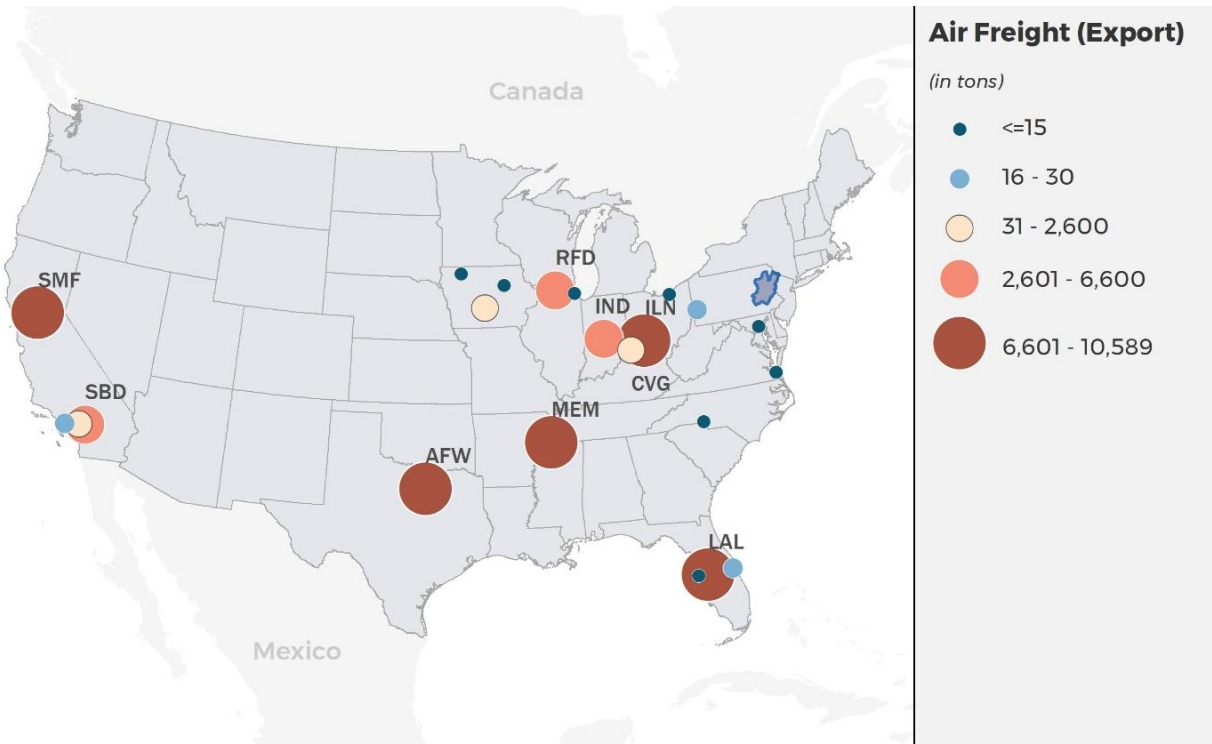 Canada
SMF
RFD
IND
ILN
SBD
CVG
MEM
AFW
LAL
Mexico
Air Freight (Export)
(in tons)
<=15
16 - 30
31 - 2,600
2,601 - 6,600
6,601 - 10,589